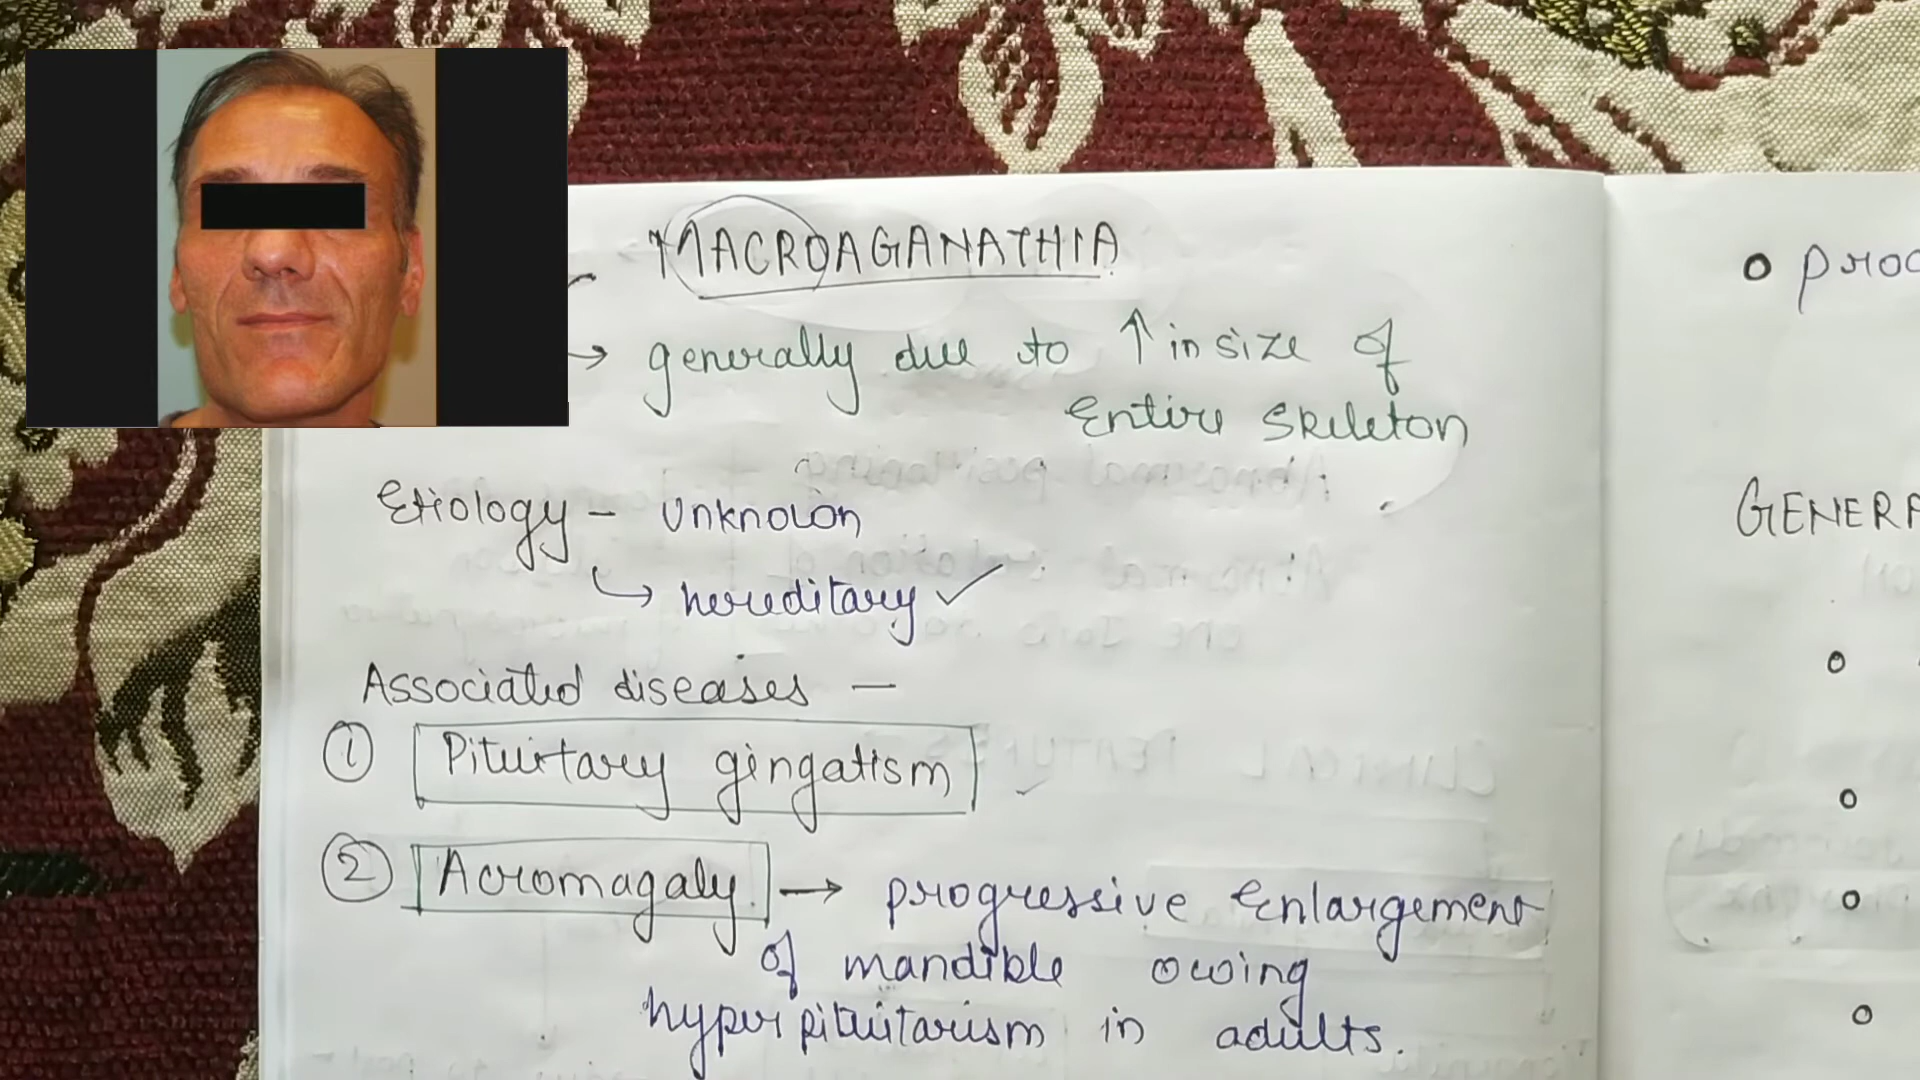 MACROAGANATHIA
→ generally due to ↑ in size of
Entire skeleton
Etiology – Unknown
↳ hereditary ✓
Associated diseases –
① Pituitary gingatism
② Acromagaly → progressive Enlargement
of mandible owing
hyperpituitarism in adults.
o
GENERA
o
o
o
o